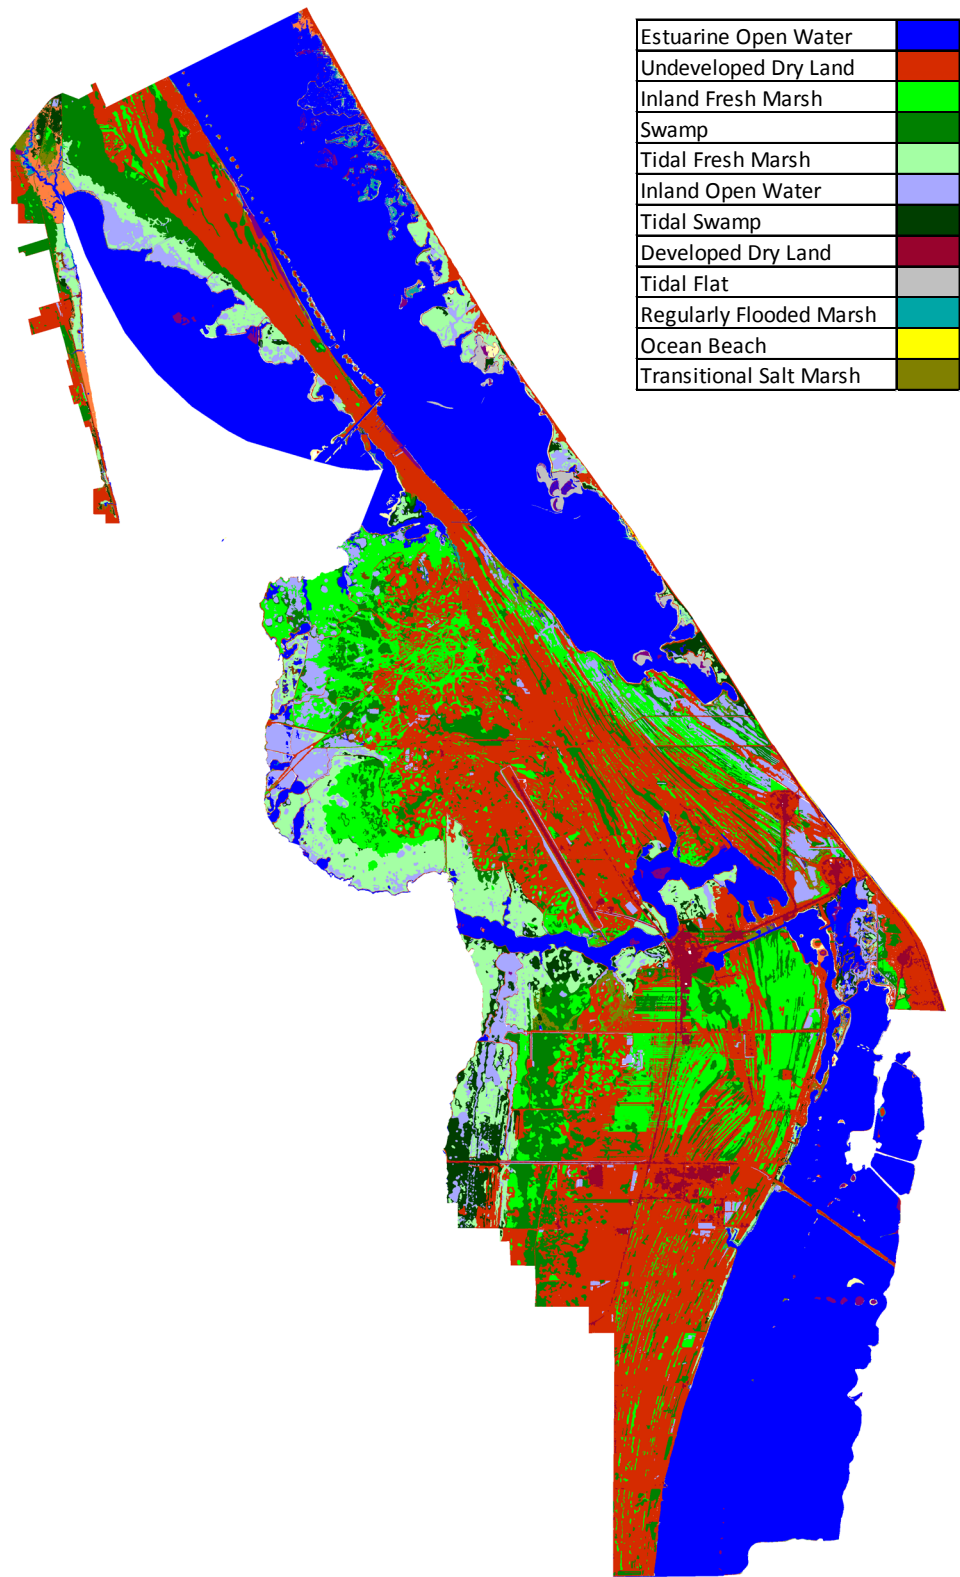 Estuarine Open Water
Undeveloped Dry Land
Inland Fresh Marsh
Swamp
Tidal Fresh Marsh
Inland Open Water
Tidal Swamp
Developed Dry Land
Tidal Flat
Regularly Flooded Marsh
Ocean Beach
Transitional Salt Marsh